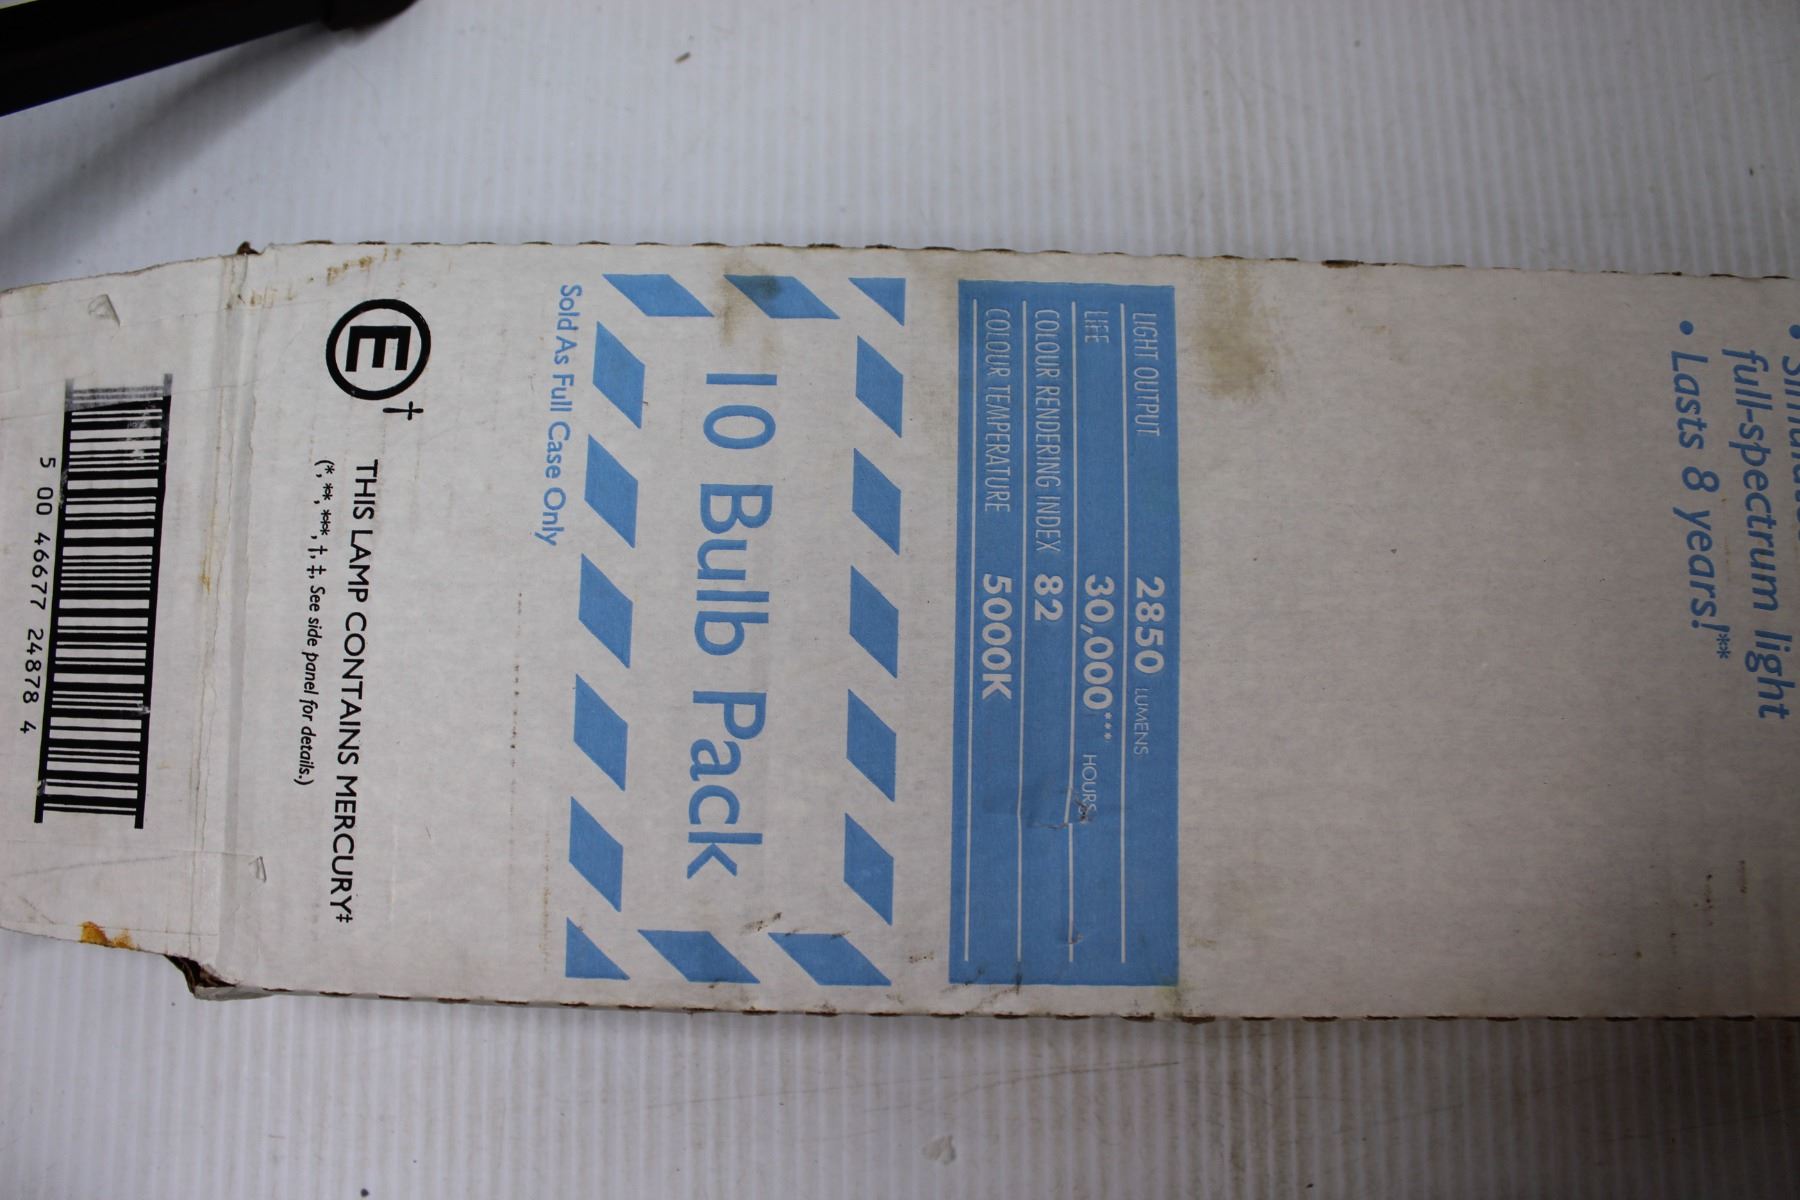 full-spectrum light
• Lasts 8 years!**
LIGHT OUTPUT 2850 LUMENS
LIFE 30,000*** HOURS
COLOUR RENDERING INDEX 82
COLOUR TEMPERATURE 5000K
10 Bulb Pack
Sold As Full Case Only
E†
THIS LAMP CONTAINS MERCURY‡
(*, **, ***, †, ‡, See side panel for details.)
5 00 46677 24878 4